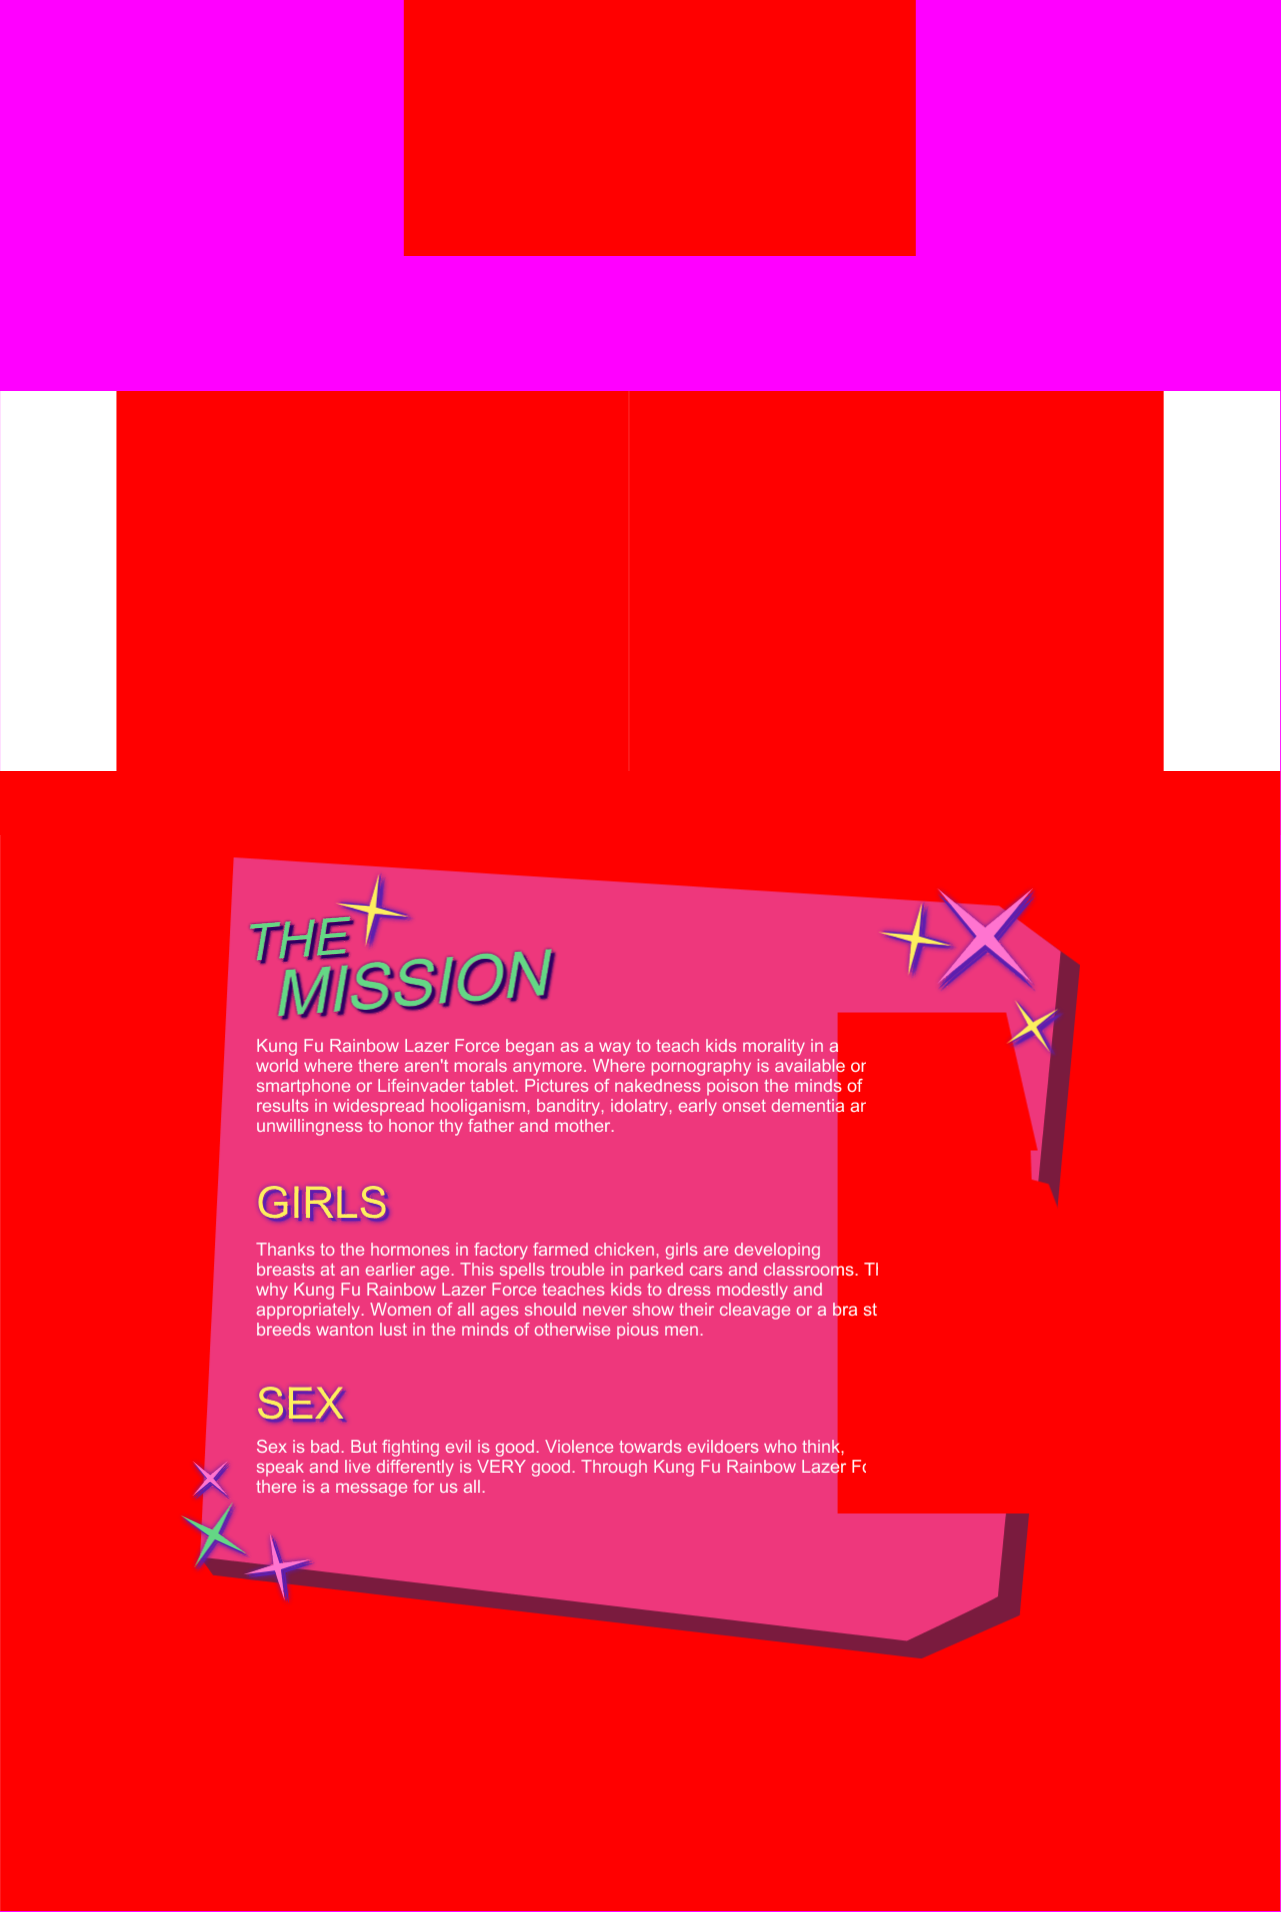 THE
MISSION
Kung Fu Rainbow Lazer Force began as a way to teach kids morality in a
world where there aren't morals anymore. Where pornography is available
smartphone or Lifeinvader tablet. Pictures of nakedness poison the minds of
results in widespread hooliganism, banditry, idolatry, early onset dementia
unwillingness to honor thy father and mother.
GIRLS
Thanks to the hormones in factory farmed chicken, girls are developing
breasts at an earlier age. This spells trouble in parked cars and classrooms.
why Kung Fu Rainbow Lazer Force teaches kids to dress modestly and
appropriately. Women of all ages should never show their cleavage or a bra
breeds wanton lust in the minds of otherwise pious men.
SEX
Sex is bad. But fighting evil is good. Violence towards evildoers who think,
speak and live differently is VERY good. Through Kung Fu Rainbow Lazer
there is a message for us all.